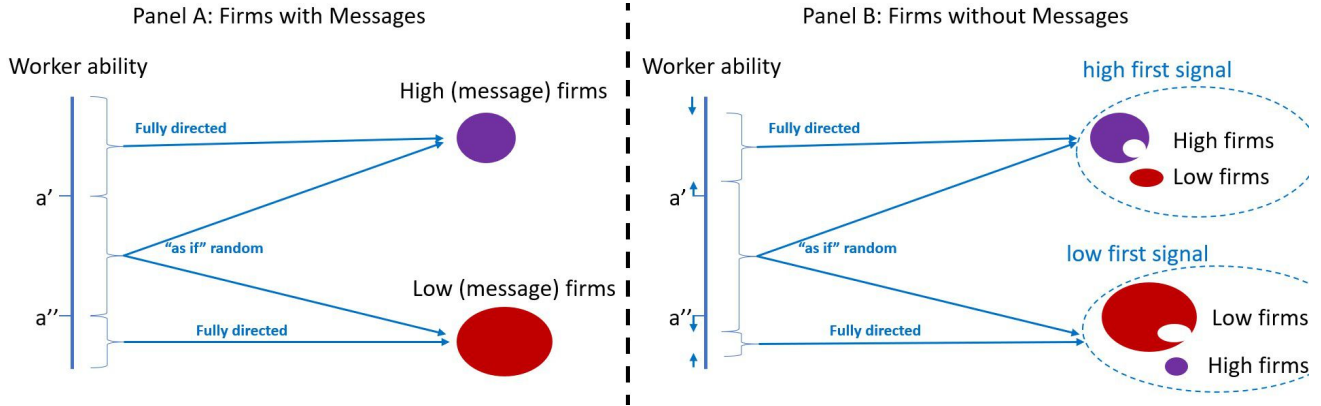 Panel A: Firms with Messages
Worker ability
High (message) firms
Fully directed
a’
“as if” random
Low (message) firms
a’’
Fully directed
Panel B: Firms without Messages
Worker ability
high first signal
Fully directed
High firms
Low firms
a’
“as if” random
low first signal
a’’
Fully directed
Low firms
High firms